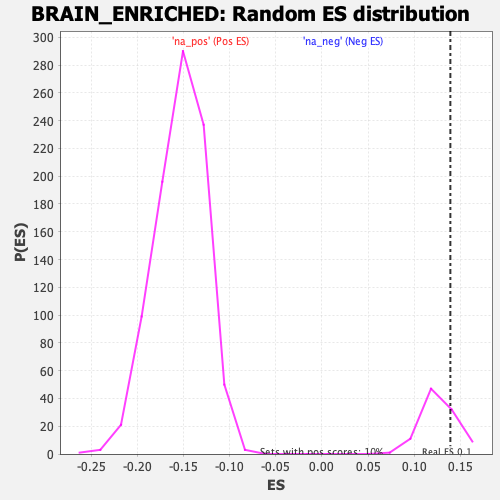 BRAIN_ENRICHED: Random ES distribution
'na_pos' (Pos ES) 'na_neg' (Neg ES)
300
280
260
240
220
200
180
160
140
120
100
80
60
40
20
0
P(ES)
Sets with pos scores: 10%
Real ES 0.1
-0.25 -0.20 -0.15 -0.10 -0.05 0.00 0.05 0.10 0.15
ES